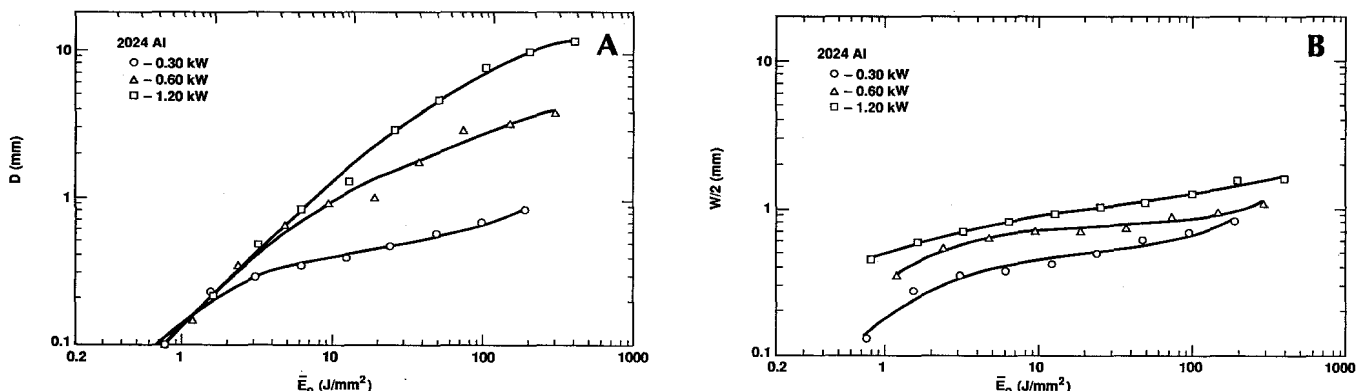 A
2024 Al
○ – 0.30 kW
△ – 0.60 kW
□ – 1.20 kW
10
1
0.1
D (mm)
0.2 1 10 100 1000
E̅ₒ (J/mm²)
B
2024 Al
○ – 0.30 kW
△ – 0.60 kW
□ – 1.20 kW
10
1
0.1
W/2 (mm)
0.2 1 10 100 1000
E̅ₒ (J/mm²)